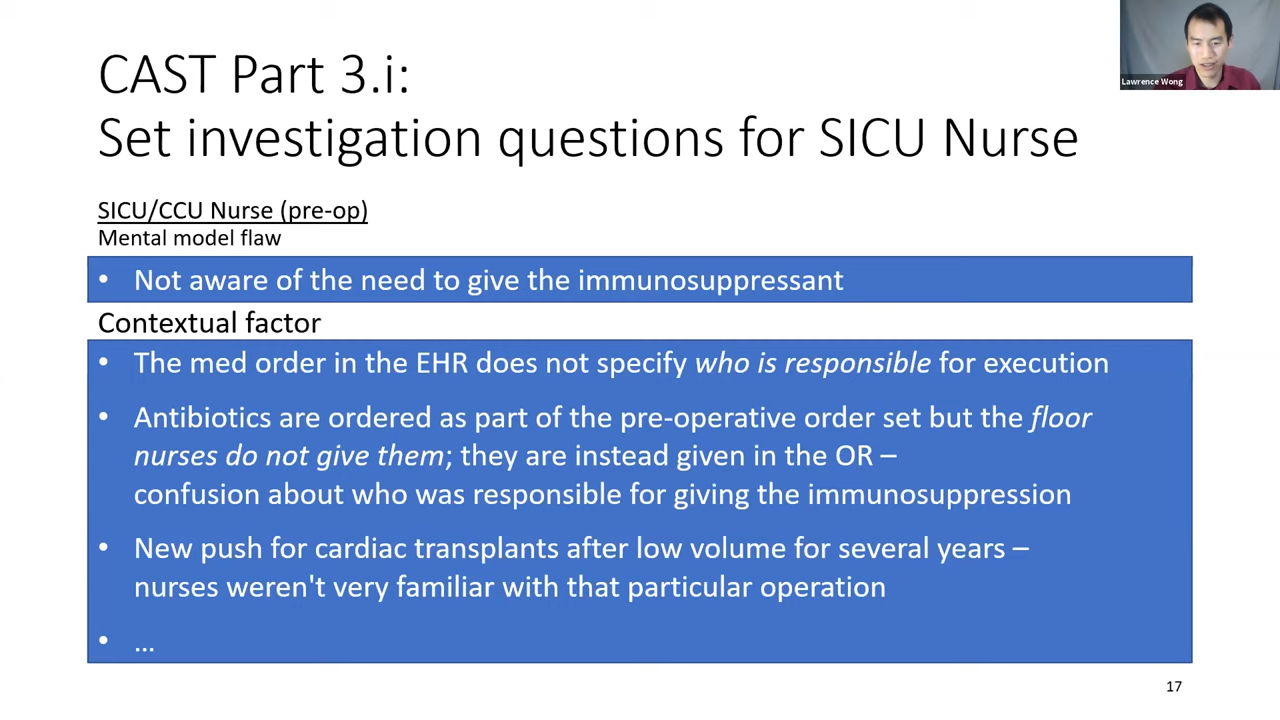 CAST Part 3.i:
Set investigation questions for SICU Nurse
Lawrence Wong
SICU/CCU Nurse (pre-op)
Mental model flaw
• Not aware of the need to give the immunosuppressant
Contextual factor
• The med order in the EHR does not specify who is responsible for execution
• Antibiotics are ordered as part of the pre-operative order set but the floor
nurses do not give them; they are instead given in the OR –
confusion about who was responsible for giving the immunosuppression
• New push for cardiac transplants after low volume for several years –
nurses weren't very familiar with that particular operation
• ...
17